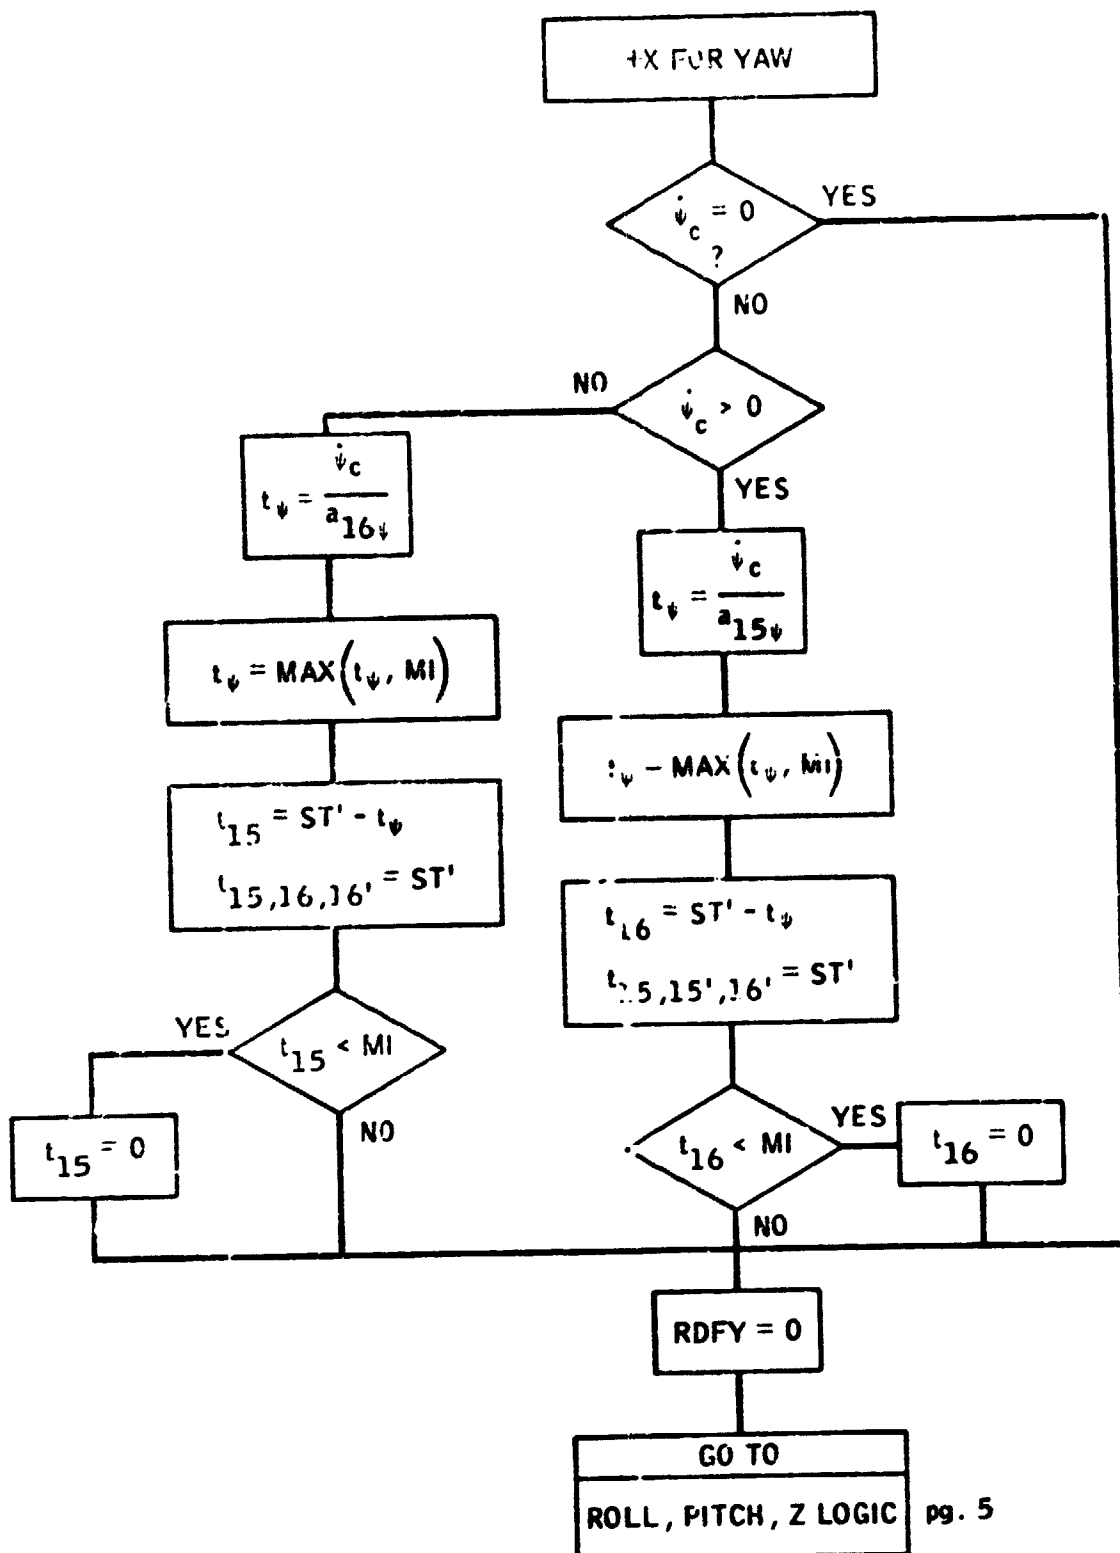 +X FOR YAW
ψ̇c = 0
?
YES
NO
ψ̇c > 0
NO
YES
tψ = ψ̇c / a16ψ
tψ = MAX(tψ, MI)
t15 = ST' - tψ
t15,16,16' = ST'
t15 < MI
YES
NO
t15 = 0
tψ = ψ̇c / a15ψ
tψ - MAX(tψ, MI)
t16 = ST' - tψ
t15,15',16' = ST'
t16 < MI
YES
NO
t16 = 0
RDFY = 0
GO TO
ROLL, PITCH, Z LOGIC pg. 5